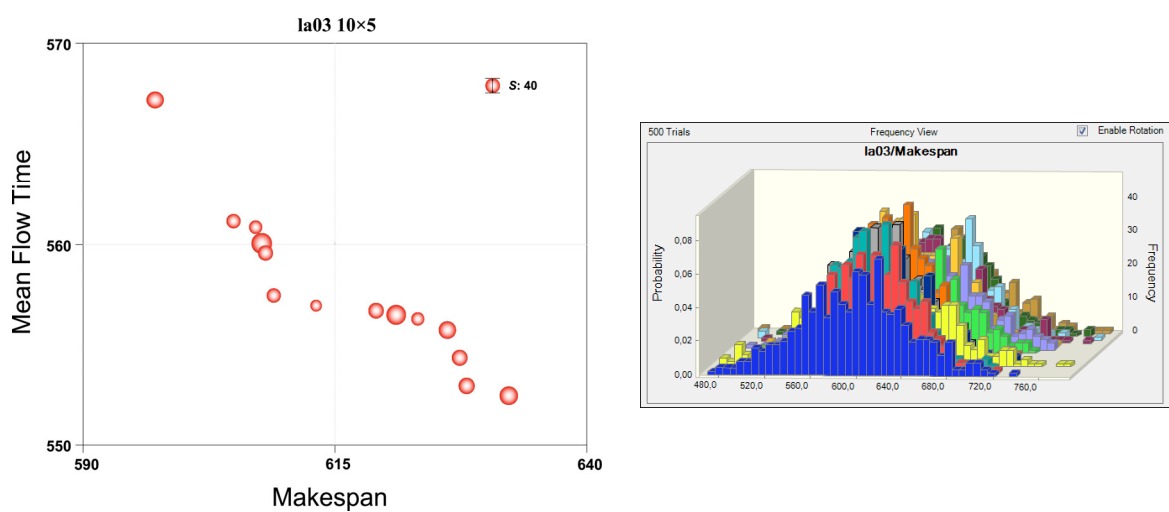 la03 10×5
570
560
550
Mean Flow Time
S: 40
590
615
640
Makespan
500 Trials
Frequency View
Enable Rotation
la03/Makespan
Probability
0,08
0,06
0,04
0,02
0,00
40
30
20
10
0
Frequency
480,0
520,0
560,0
600,0
640,0
680,0
720,0
760,0